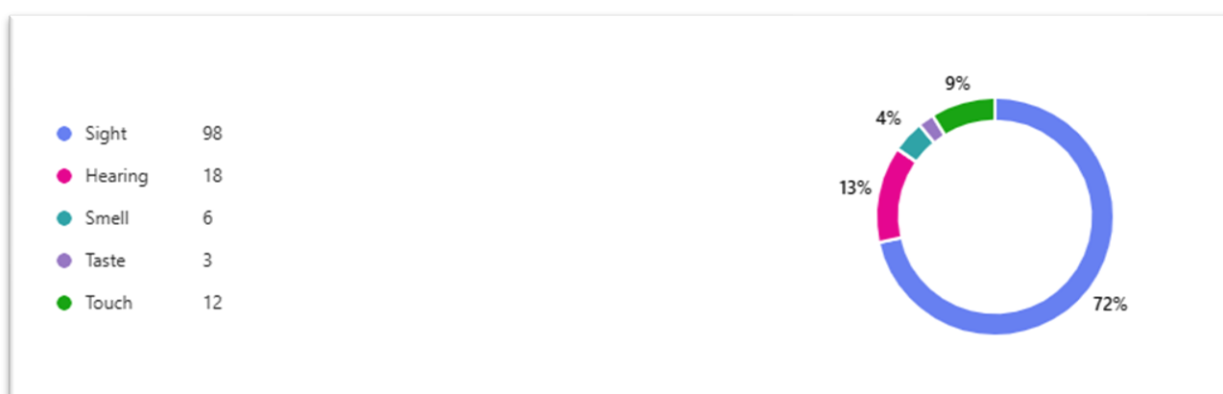 Sight 98
Hearing 18
Smell 6
Taste 3
Touch 12
9%
4%
13%
72%